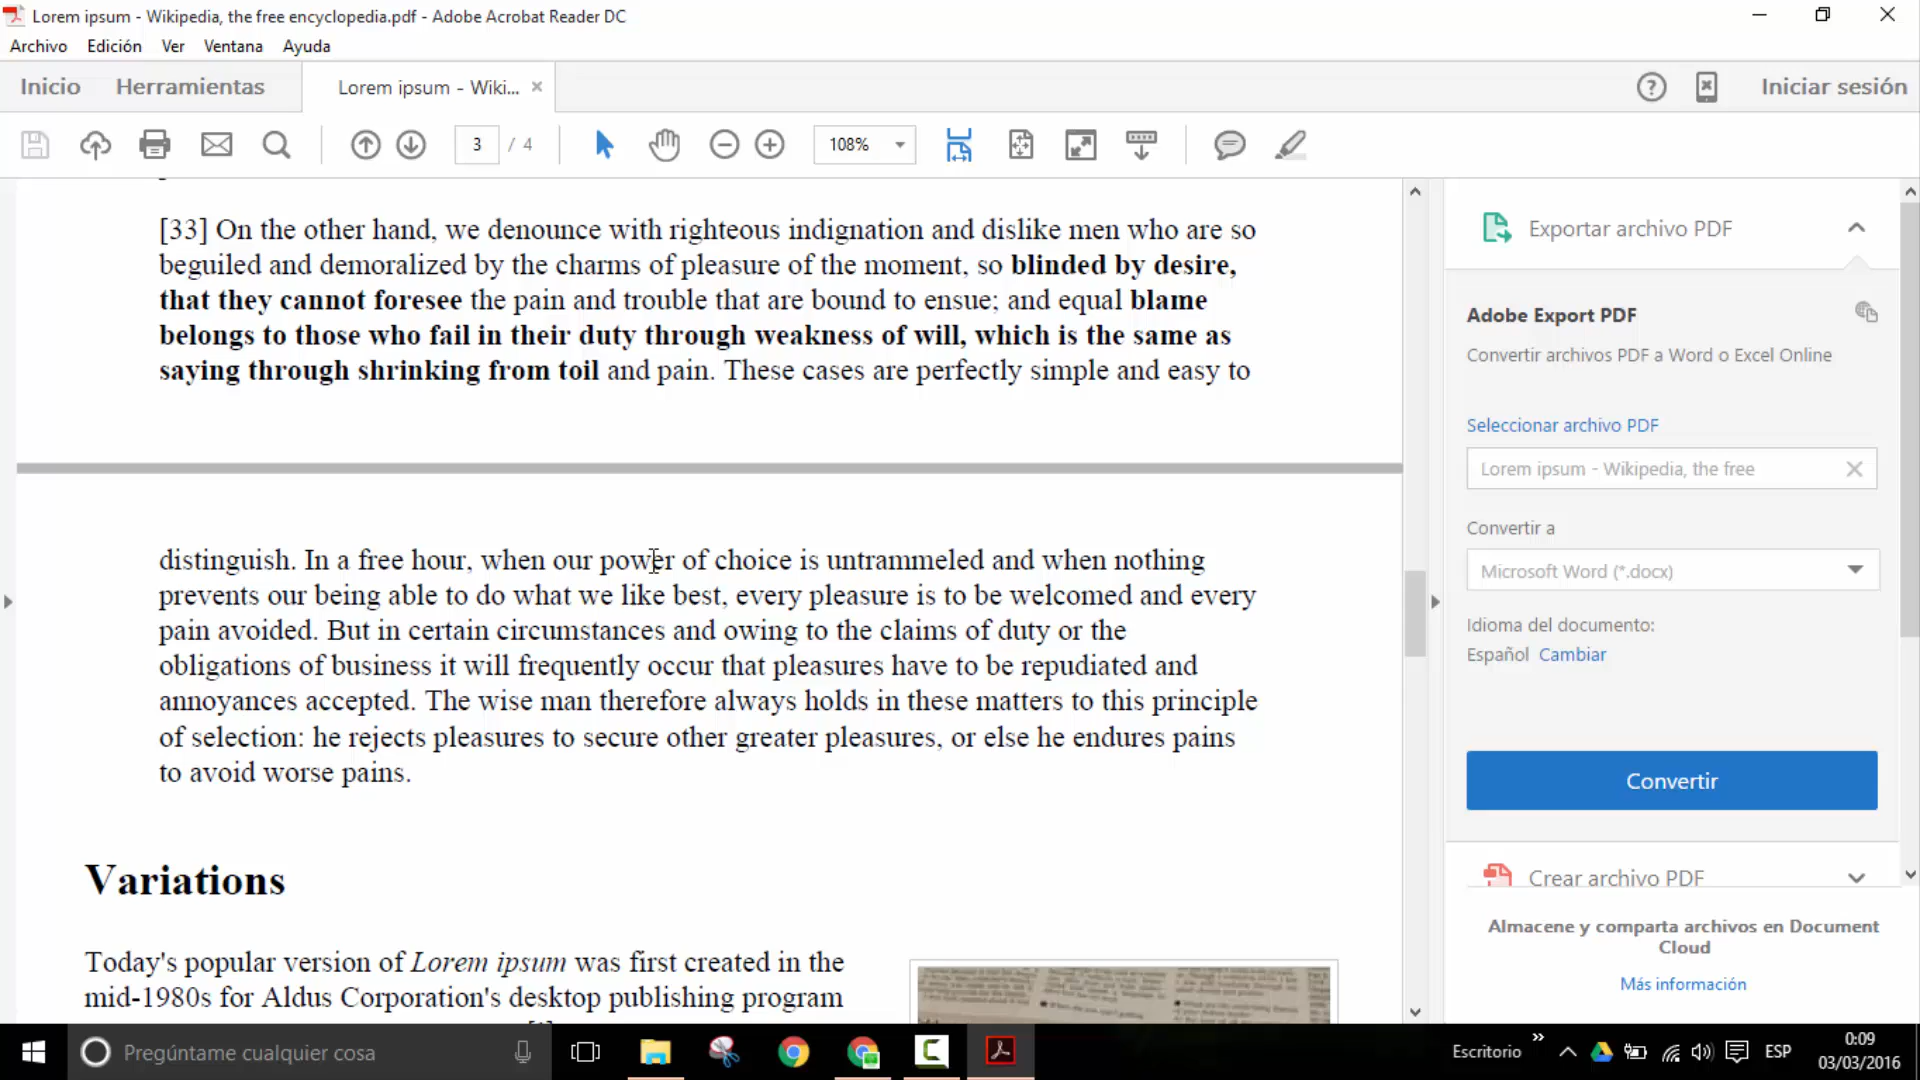 Lorem ipsum - Wikipedia, the free encyclopedia.pdf - Adobe Acrobat Reader DC
Archivo Edición Ver Ventana Ayuda
Inicio Herramientas Lorem ipsum - Wiki... Iniciar sesión
3 / 4 108%
[33] On the other hand, we denounce with righteous indignation and dislike men who are so
beguiled and demoralized by the charms of pleasure of the moment, so blinded by desire,
that they cannot foresee the pain and trouble that are bound to ensue; and equal blame
belongs to those who fail in their duty through weakness of will, which is the same as
saying through shrinking from toil and pain. These cases are perfectly simple and easy to
distinguish. In a free hour, when our power of choice is untrammeled and when nothing
prevents our being able to do what we like best, every pleasure is to be welcomed and every
pain avoided. But in certain circumstances and owing to the claims of duty or the
obligations of business it will frequently occur that pleasures have to be repudiated and
annoyances accepted. The wise man therefore always holds in these matters to this principle
of selection: he rejects pleasures to secure other greater pleasures, or else he endures pains
to avoid worse pains.
Variations
Today's popular version of Lorem ipsum was first created in the
mid-1980s for Aldus Corporation's desktop publishing program
Exportar archivo PDF
Adobe Export PDF
Convertir archivos PDF a Word o Excel Online
Seleccionar archivo PDF
Lorem ipsum - Wikipedia, the free
Convertir a
Microsoft Word (*.docx)
Idioma del documento:
Español Cambiar
Convertir
Crear archivo PDF
Almacene y comparta archivos en Document
Cloud
Más información
Pregúntame cualquier cosa
Escritorio
ESP
0:09
03/03/2016